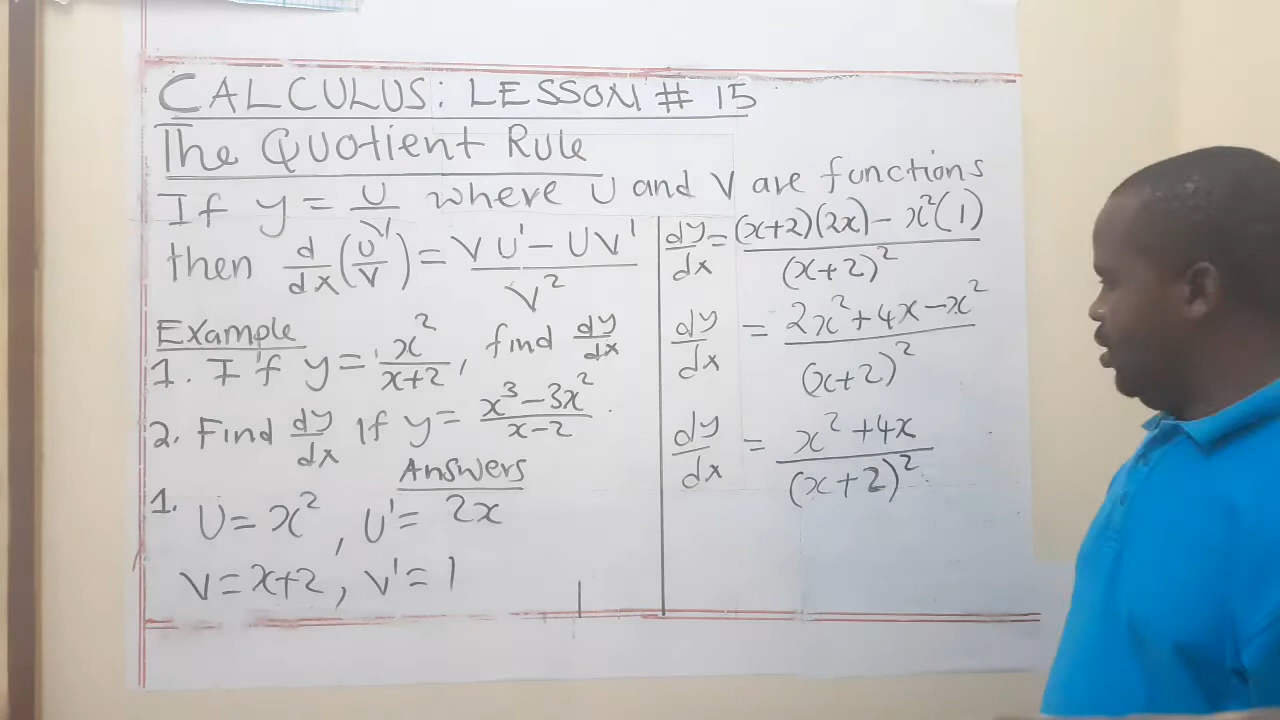 CALCULUS: LESSON # 15
The Quotient Rule
If y = U/V where U and V are functions
then d/dx(U/V) = VU' - UV' / V²
Example
1. If y = x²/x+2, find dy/dx
2. Find dy/dx If y = x³-3x²/x-2.
Answers
1. U = x², U' = 2x
V = x+2, V' = 1
dy/dx = (x+2)(2x) - x²(1) / (x+2)²
dy/dx = 2x²+4x-x² / (x+2)²
dy/dx = x²+4x / (x+2)²